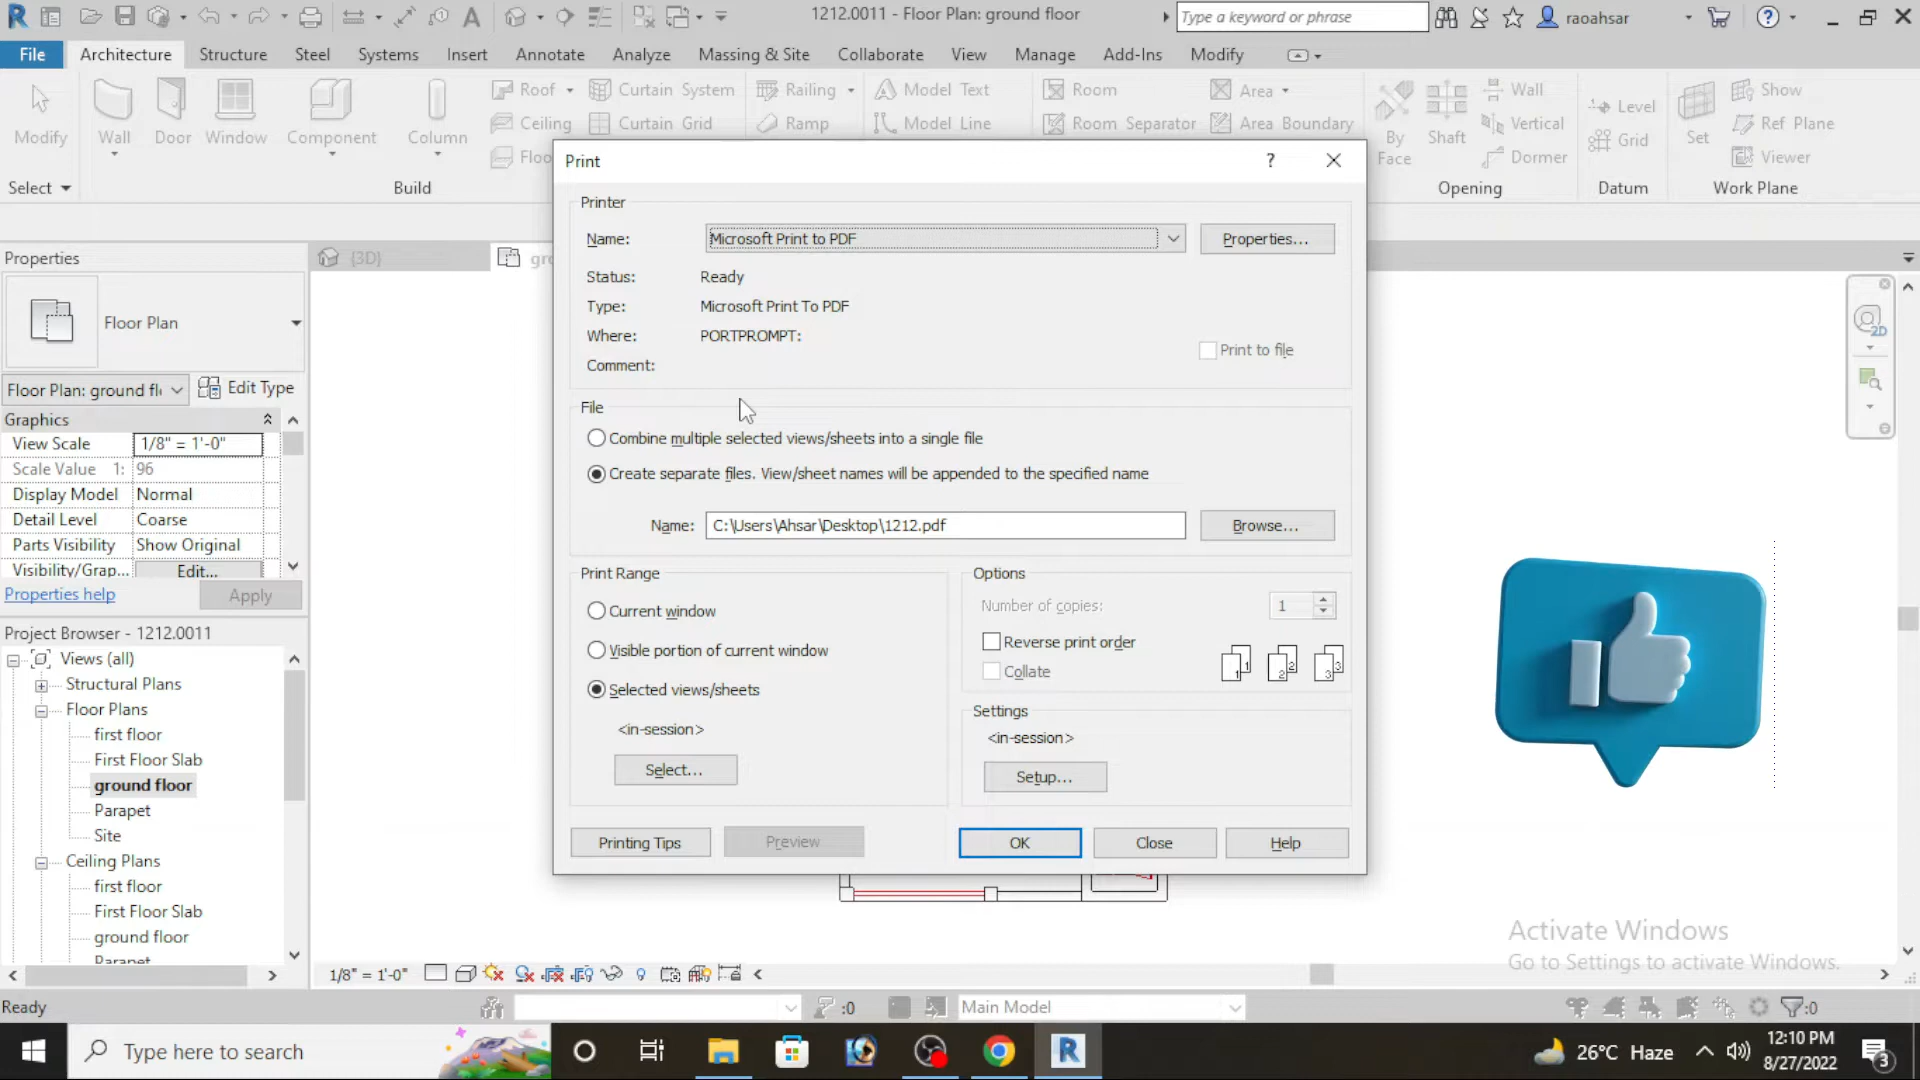 1212.0011 - Floor Plan: ground floor
Type a keyword or phrase
raoahsar
File Architecture Structure Steel Systems Insert Annotate Analyze Massing & Site Collaborate View Manage Add-Ins Modify
Roof Curtain System Railing Model Text Room Area Wall Show
Ceiling Curtain Grid Ramp Model Line Room Separator Area Boundary Level Vertical Ref Plane
Modify Wall Door Window Component Column By Face Shaft Grid Set
Floo Dormer Viewer
Select Build Opening Datum Work Plane
Print
?
Printer
Name: Microsoft Print to PDF Properties...
Status: Ready
Type: Microsoft Print To PDF
Where: PORTPROMPT:
Print to file
Comment:
File
Combine multiple selected views/sheets into a single file
Create separate files. View/sheet names will be appended to the specified name
Name: C:\Users\Ahsar\Desktop\1212.pdf Browse...
Print Range
Current window
Visible portion of current window
Selected views/sheets
<in-session>
Select...
Options
Number of copies: 1
Reverse print order
Collate
1 1 2 2 3 3
Settings
<in-session>
Setup...
Printing Tips Preview OK Close Help
Properties
{3D} gr
Floor Plan
Floor Plan: ground fl Edit Type
Graphics
View Scale 1/8" = 1'-0"
Scale Value 1: 96
Display Model Normal
Detail Level Coarse
Parts Visibility Show Original
Visibility/Grap... Edit...
Properties help Apply
Project Browser - 1212.0011
Views (all)
Structural Plans
Floor Plans
first floor
First Floor Slab
ground floor
Parapet
Site
Ceiling Plans
first floor
First Floor Slab
ground floor
Parapet
2D
Activate Windows
Go to Settings to activate Windows.
1/8" = 1'-0"
Ready :0 Main Model :0
Type here to search
26°C Haze
12:10 PM
8/27/2022
3